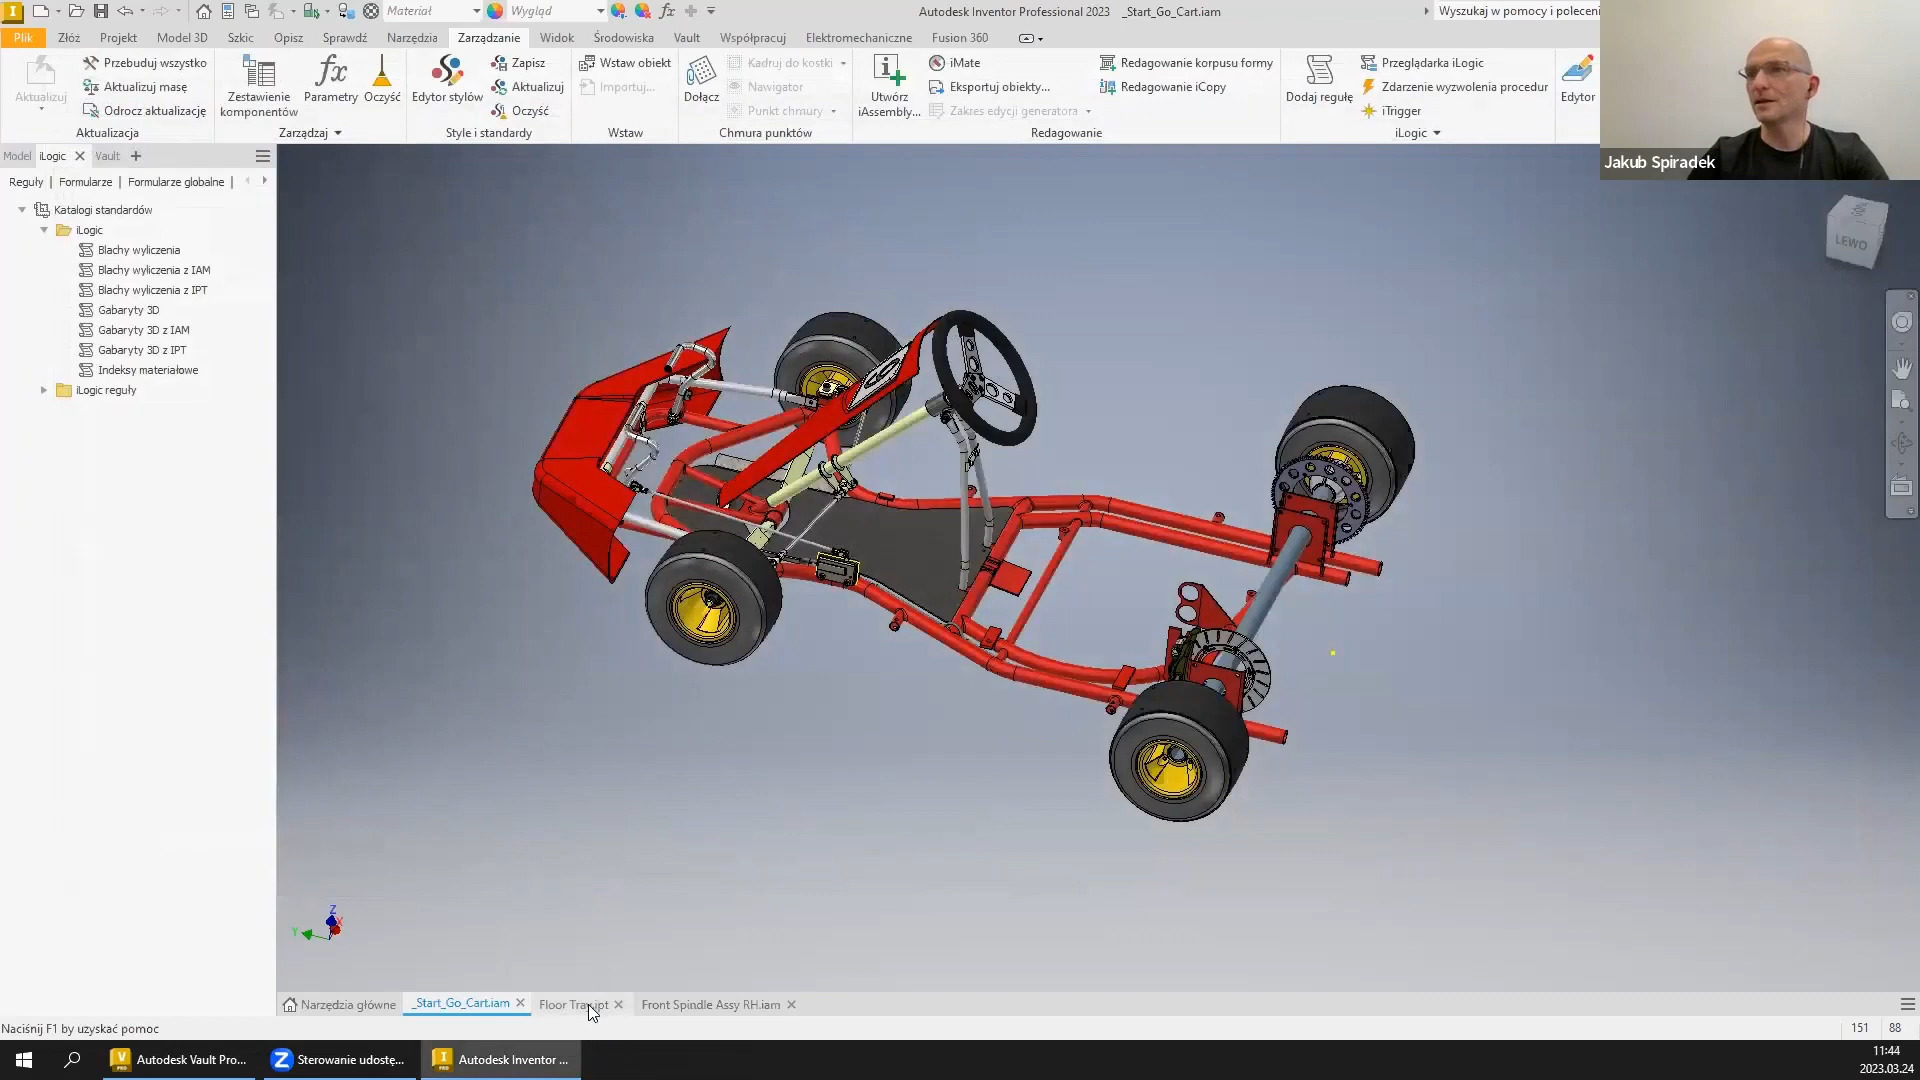 Materiał
Wygląd
Autodesk Inventor Professional 2023 _Start_Go_Cart.iam
Wyszukaj w pomocy i poleceni
Plik Złóż Projekt Model 3D Szkic Opisz Sprawdź Narzędzia Zarządzanie Widok Środowiska Vault Współpracuj Elektromechaniczne Fusion 360
Aktualizuj
Przebuduj wszystko
Aktualizuj masę
Odrocz aktualizację
Aktualizacja
Zestawienie
komponentów
fx
Parametry
Oczyść
Zarządzaj
Edytor stylów
Zapisz
Aktualizuj
Oczyść
Style i standardy
Wstaw obiekt
Importuj...
Wstaw
Dołącz
Kadruj do kostki
Nawigator
Punkt chmury
Chmura punktów
Utwórz
iAssembly...
iMate
Eksportuj obiekty...
Zakres edycji generatora
Redagowanie korpusu formy
Redagowanie iCopy
Redagowanie
Dodaj regułę
Przeglądarka iLogic
Zdarzenie wyzwolenia procedur
iTrigger
iLogic
Edytor
Jakub Spiradek
Model iLogic Vault
Reguły | Formularze | Formularze globalne |
Katalogi standardów
iLogic
Blachy wyliczenia
Blachy wyliczenia z IAM
Blachy wyliczenia z IPT
Gabaryty 3D
Gabaryty 3D z IAM
Gabaryty 3D z IPT
Indeksy materiałowe
iLogic reguły
LEWO
Z
X
Y
Narzędzia główne _Start_Go_Cart.iam Floor Tray.ipt Front Spindle Assy RH.iam
Naciśnij F1 by uzyskać pomoc
151 88
Autodesk Vault Pro...
Sterowanie udostę...
Autodesk Inventor ...
11:44
2023.03.24